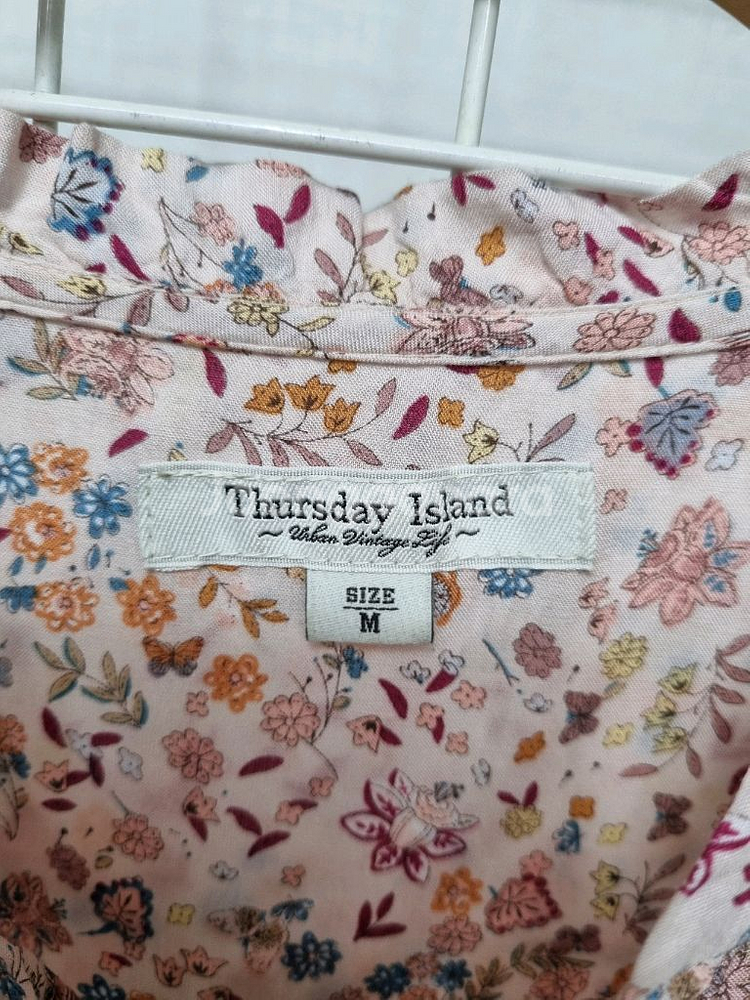 Thursday Island
~ Urban Vintage Life ~
SIZE
M